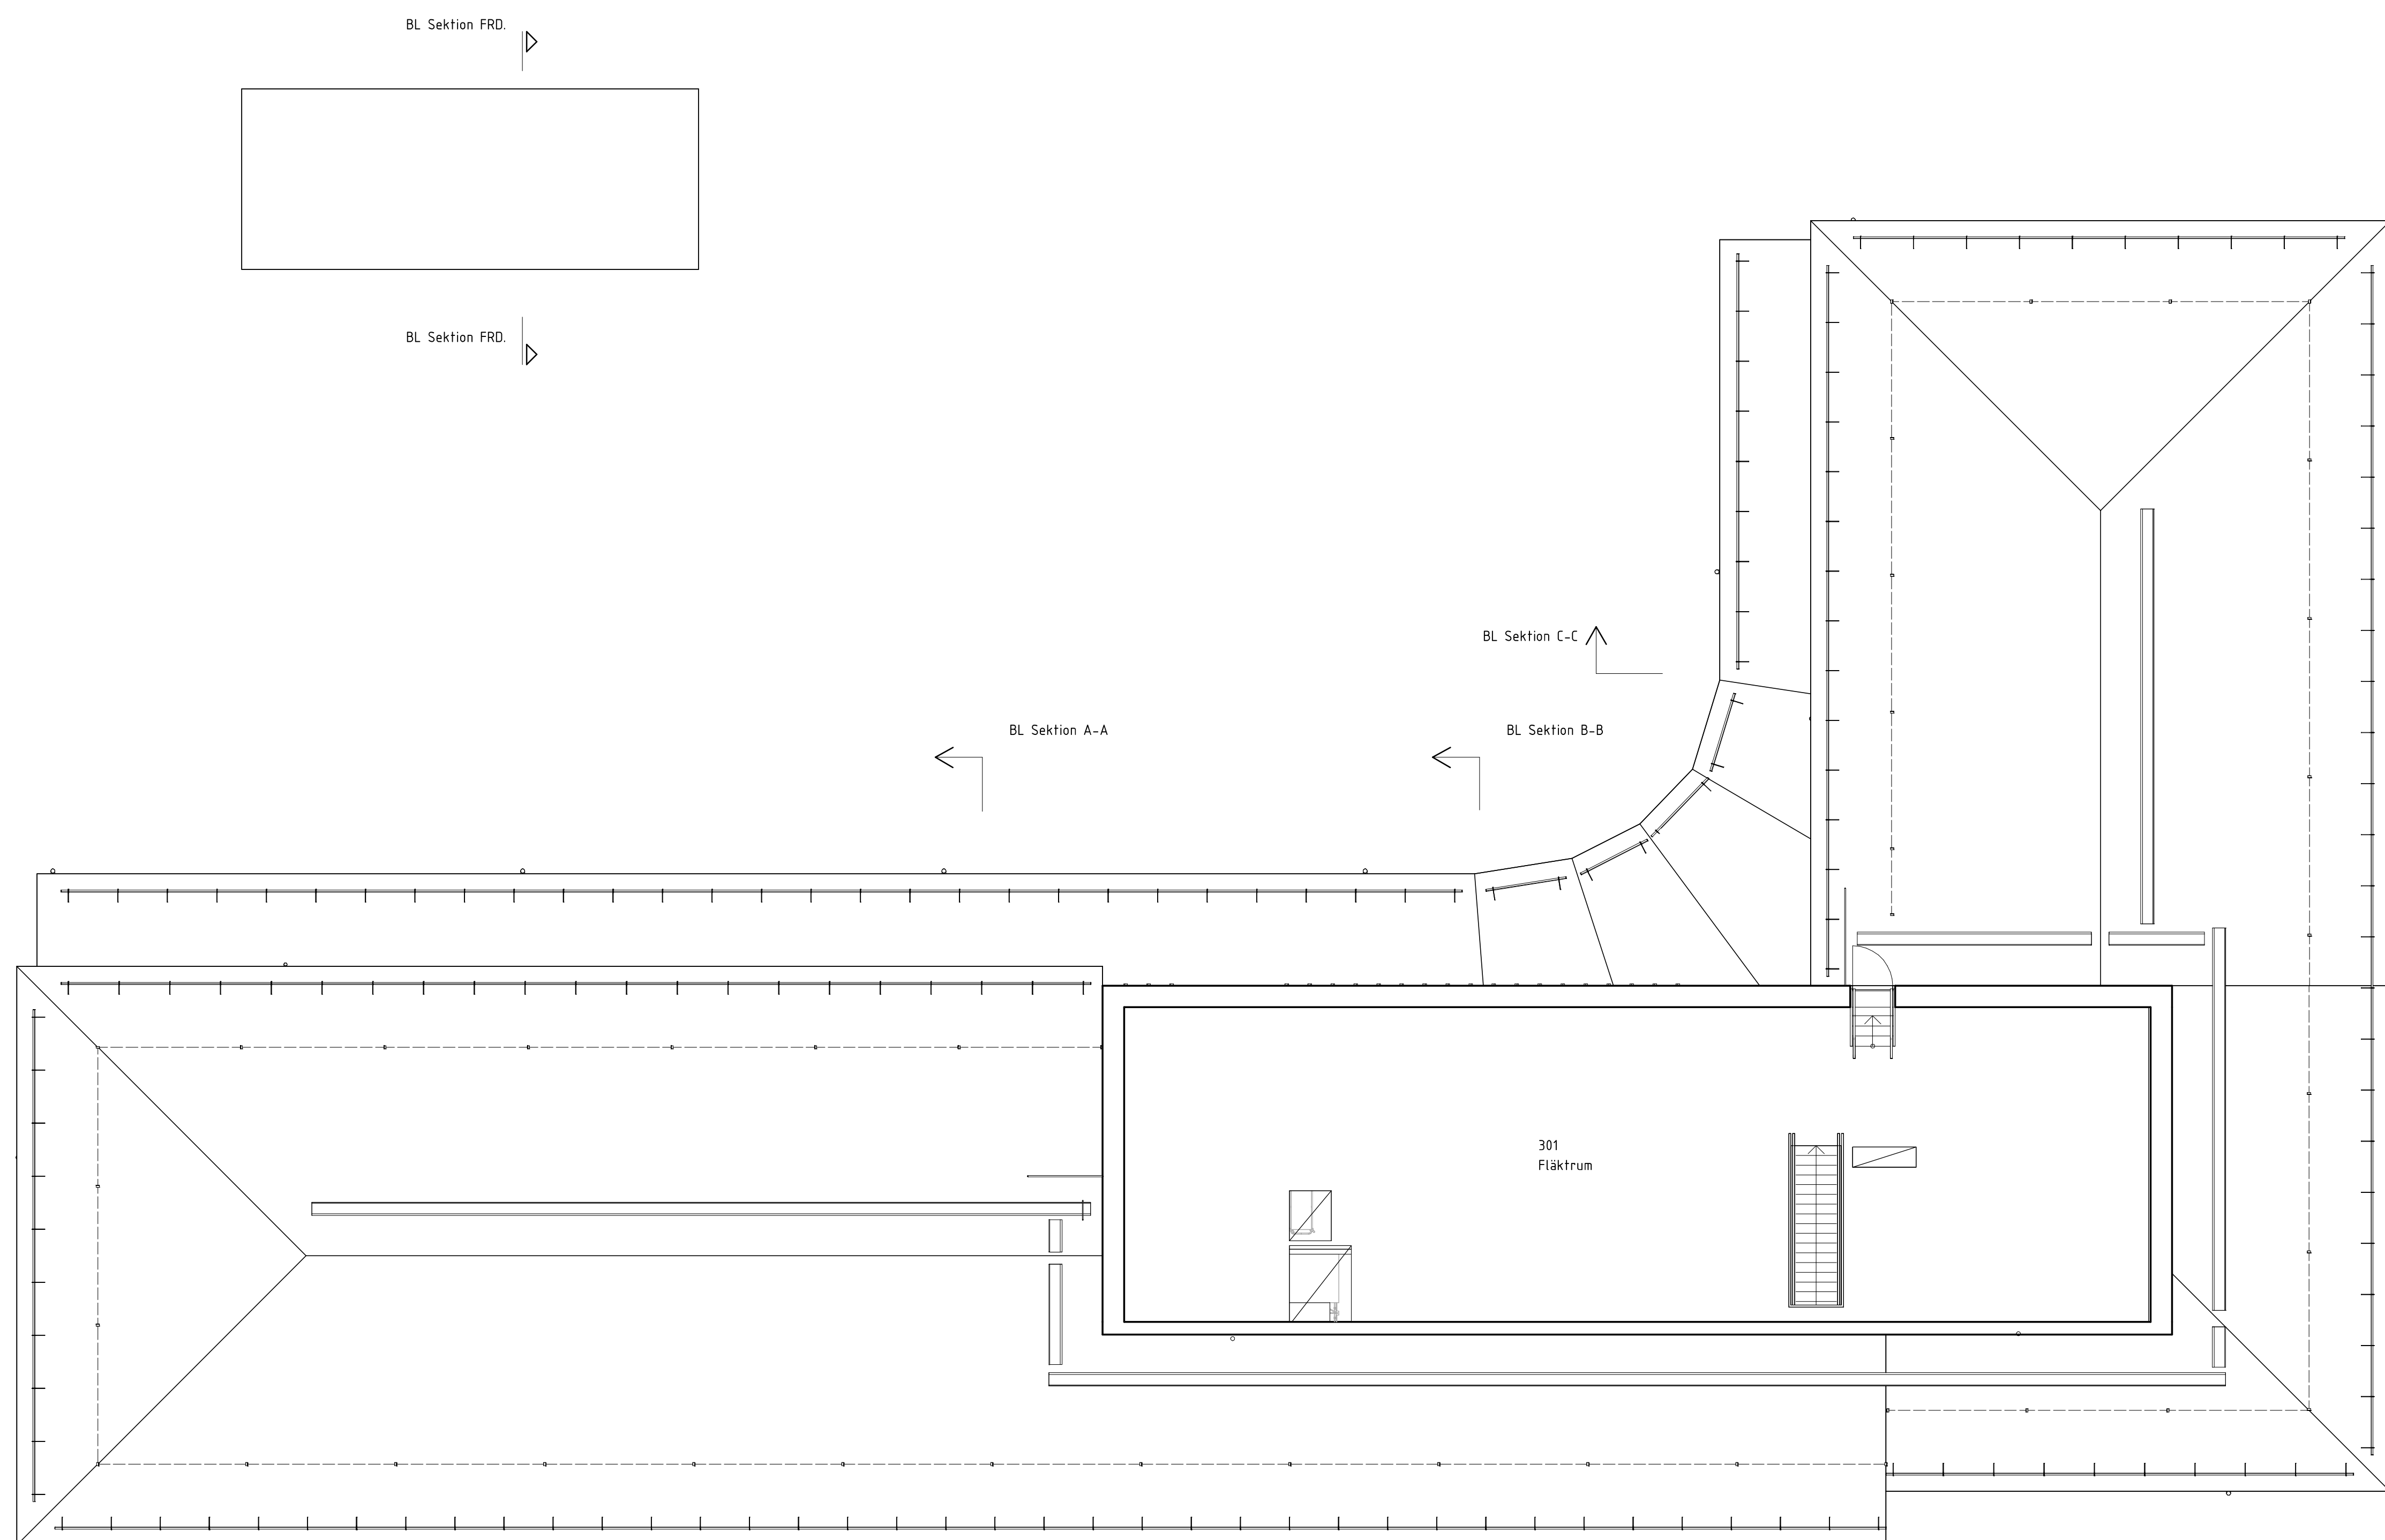 BL Sektion FRD.
BL Sektion FRD.
BL Sektion C-C
BL Sektion A-A
BL Sektion B-B
301
Fläktrum